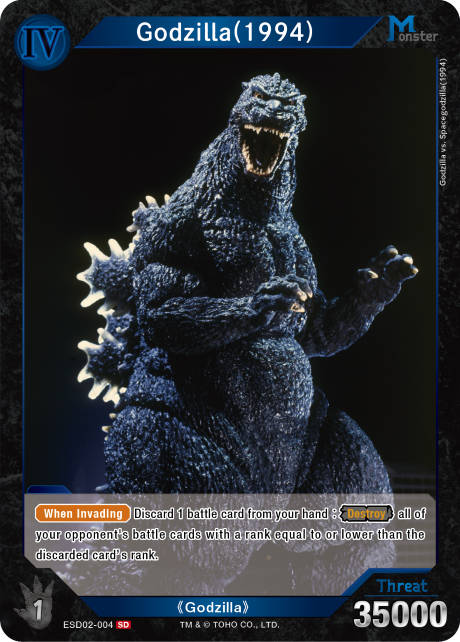 IV
Godzilla(1994)
Monster
Godzilla vs. Spacegodzilla(1994)
When Invading Discard 1 battle card from your hand : Destroy all of
your opponent's battle cards with a rank equal to or lower than the
discarded card's rank.
Threat
1
《Godzilla》
35000
ESD02-004 SD
TM & © TOHO CO., LTD.